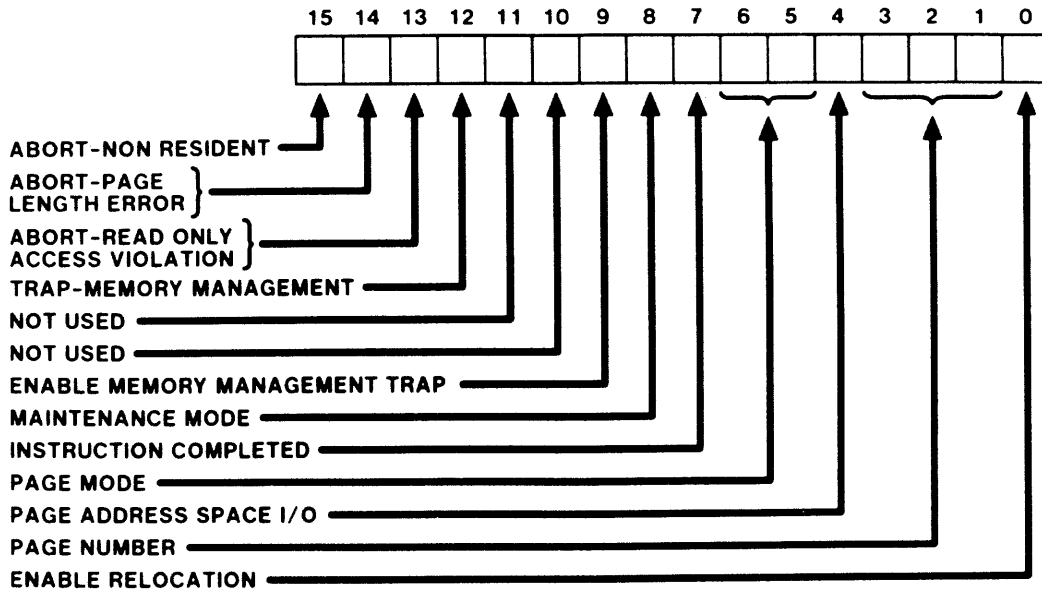 15 14 13 12 11 10 9 8 7 6 5 4 3 2 1 0
ABORT-NON RESIDENT
ABORT-PAGE
LENGTH ERROR
ABORT-READ ONLY
ACCESS VIOLATION
TRAP-MEMORY MANAGEMENT
NOT USED
NOT USED
ENABLE MEMORY MANAGEMENT TRAP
MAINTENANCE MODE
INSTRUCTION COMPLETED
PAGE MODE
PAGE ADDRESS SPACE I/O
PAGE NUMBER
ENABLE RELOCATION